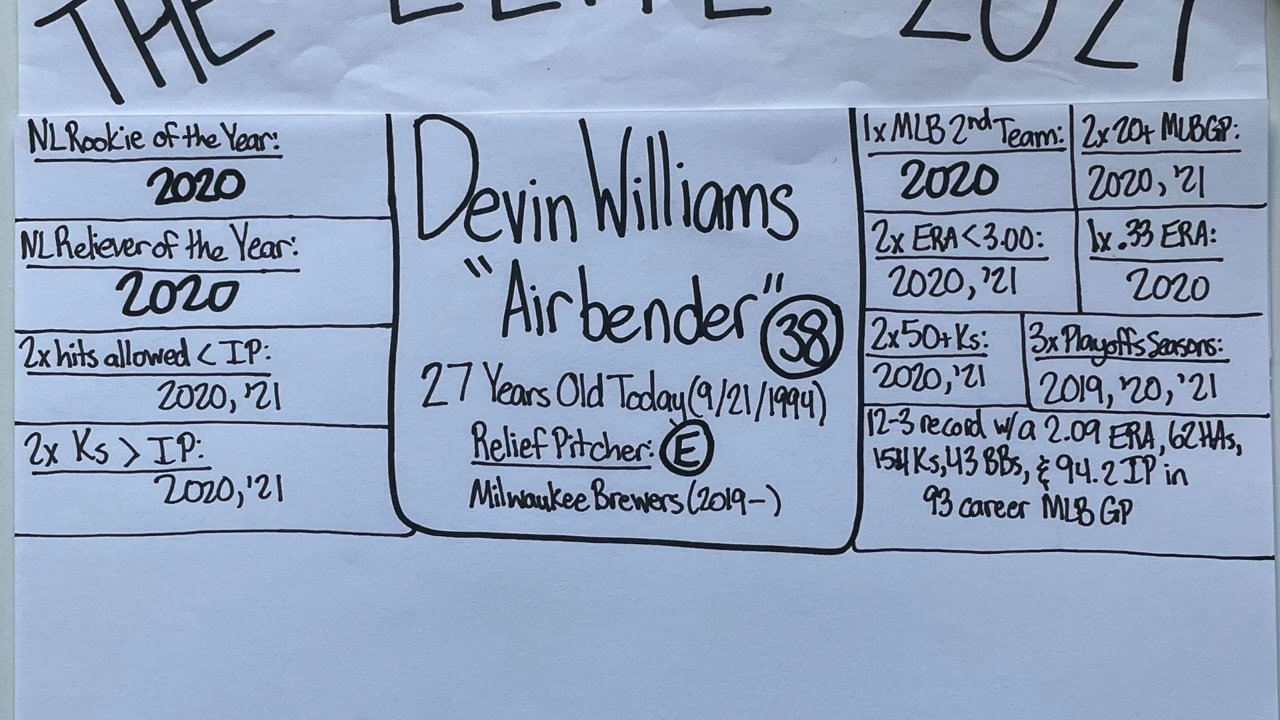 THE ELITE 2021
NL Rookie of the Year:
2020
NL Reliever of the Year:
2020
2x hits allowed < IP:
2020, '21
2x Ks > IP:
2020, '21
Devin Williams
"Airbender" 38
27 Years Old Today (9/21/1994)
Relief Pitcher: E
Milwaukee Brewers (2019-)
1x MLB 2nd Team:
2020
2x 20+ MLB GP:
2020, '21
2x ERA < 3.00:
2020, '21
1x .33 ERA:
2020
2x 50+ Ks:
2020, '21
3x Playoffs Seasons:
2019, '20, '21
12-3 record w/ a 2.09 ERA, 62 HAs,
154 Ks, 43 BBs, & 94.2 IP in
93 career MLB GP